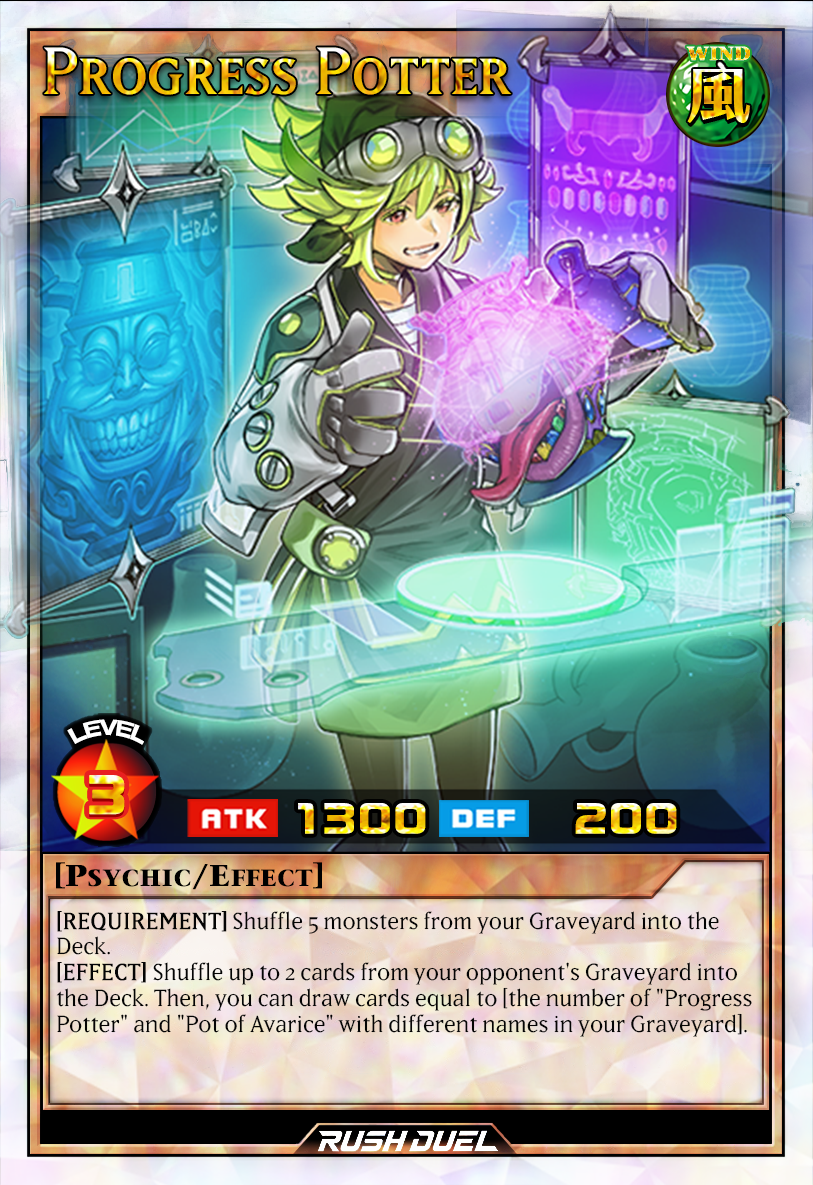 Progress Potter
WIND
風
LEVEL
3
ATK 1300 DEF 200
[Psychic/Effect]
[REQUIREMENT] Shuffle 5 monsters from your Graveyard into the
Deck.
[EFFECT] Shuffle up to 2 cards from your opponent's Graveyard into
the Deck. Then, you can draw cards equal to [the number of "Progress
Potter" and "Pot of Avarice" with different names in your Graveyard].
RUSH DUEL